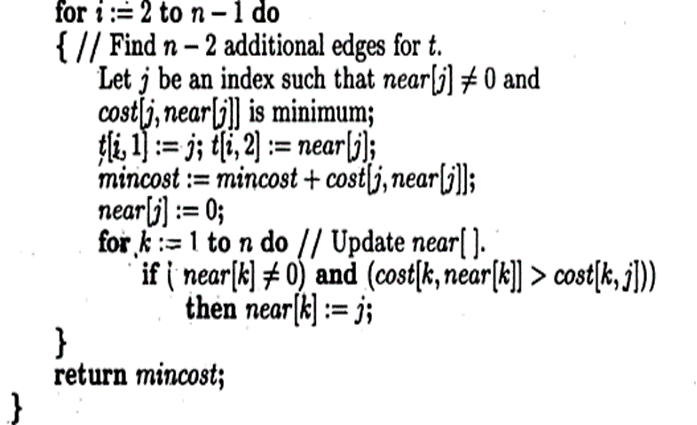 for i := 2 to n − 1 do
{ // Find n − 2 additional edges for t.
Let j be an index such that near[j] ≠ 0 and
cost[j, near[j]] is minimum;
t[i, 1] := j; t[i, 2] := near[j];
mincost := mincost + cost[j, near[j]];
near[j] := 0;
for k := 1 to n do // Update near[ ].
if ( near[k] ≠ 0) and (cost[k, near[k]] > cost[k, j]))
then near[k] := j;
}
return mincost;
}